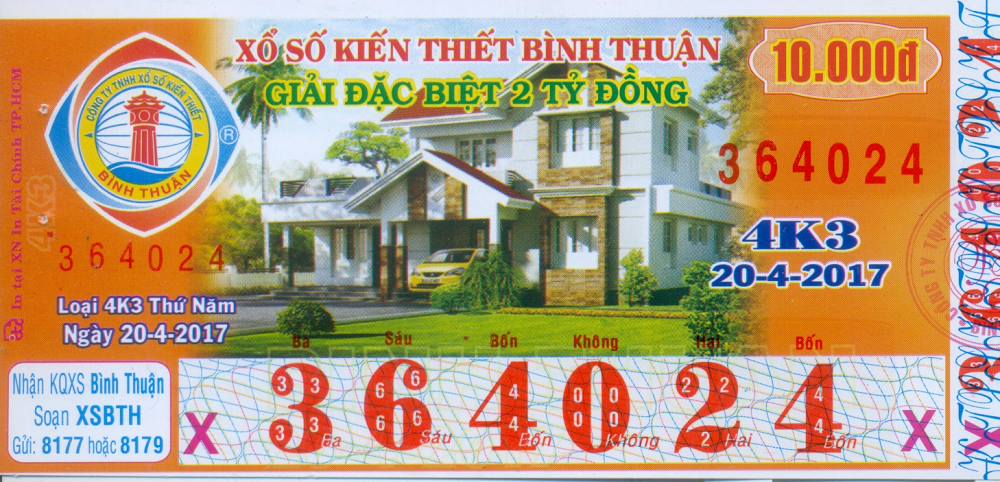 XỔ SỐ KIẾN THIẾT BÌNH THUẬN
GIẢI ĐẶC BIỆT 2 TỶ ĐỒNG
10.000đ
CÔNG TY TNHH XỔ SỐ KIẾN THIẾT
BÌNH THUẬN
®
In tại XN In Tài Chính TP.HCM
4K3
364024
364024
4K3
20-4-2017
Loại 4K3 Thứ Năm
Ngày 20-4-2017
Ba Sáu Bốn Không Hai Bốn
Nhận KQXS Bình Thuận
Soạn XSBTH
Gửi: 8177 hoặc 8179
X 364024 X
Ba Sáu Bốn Không Hai Bốn